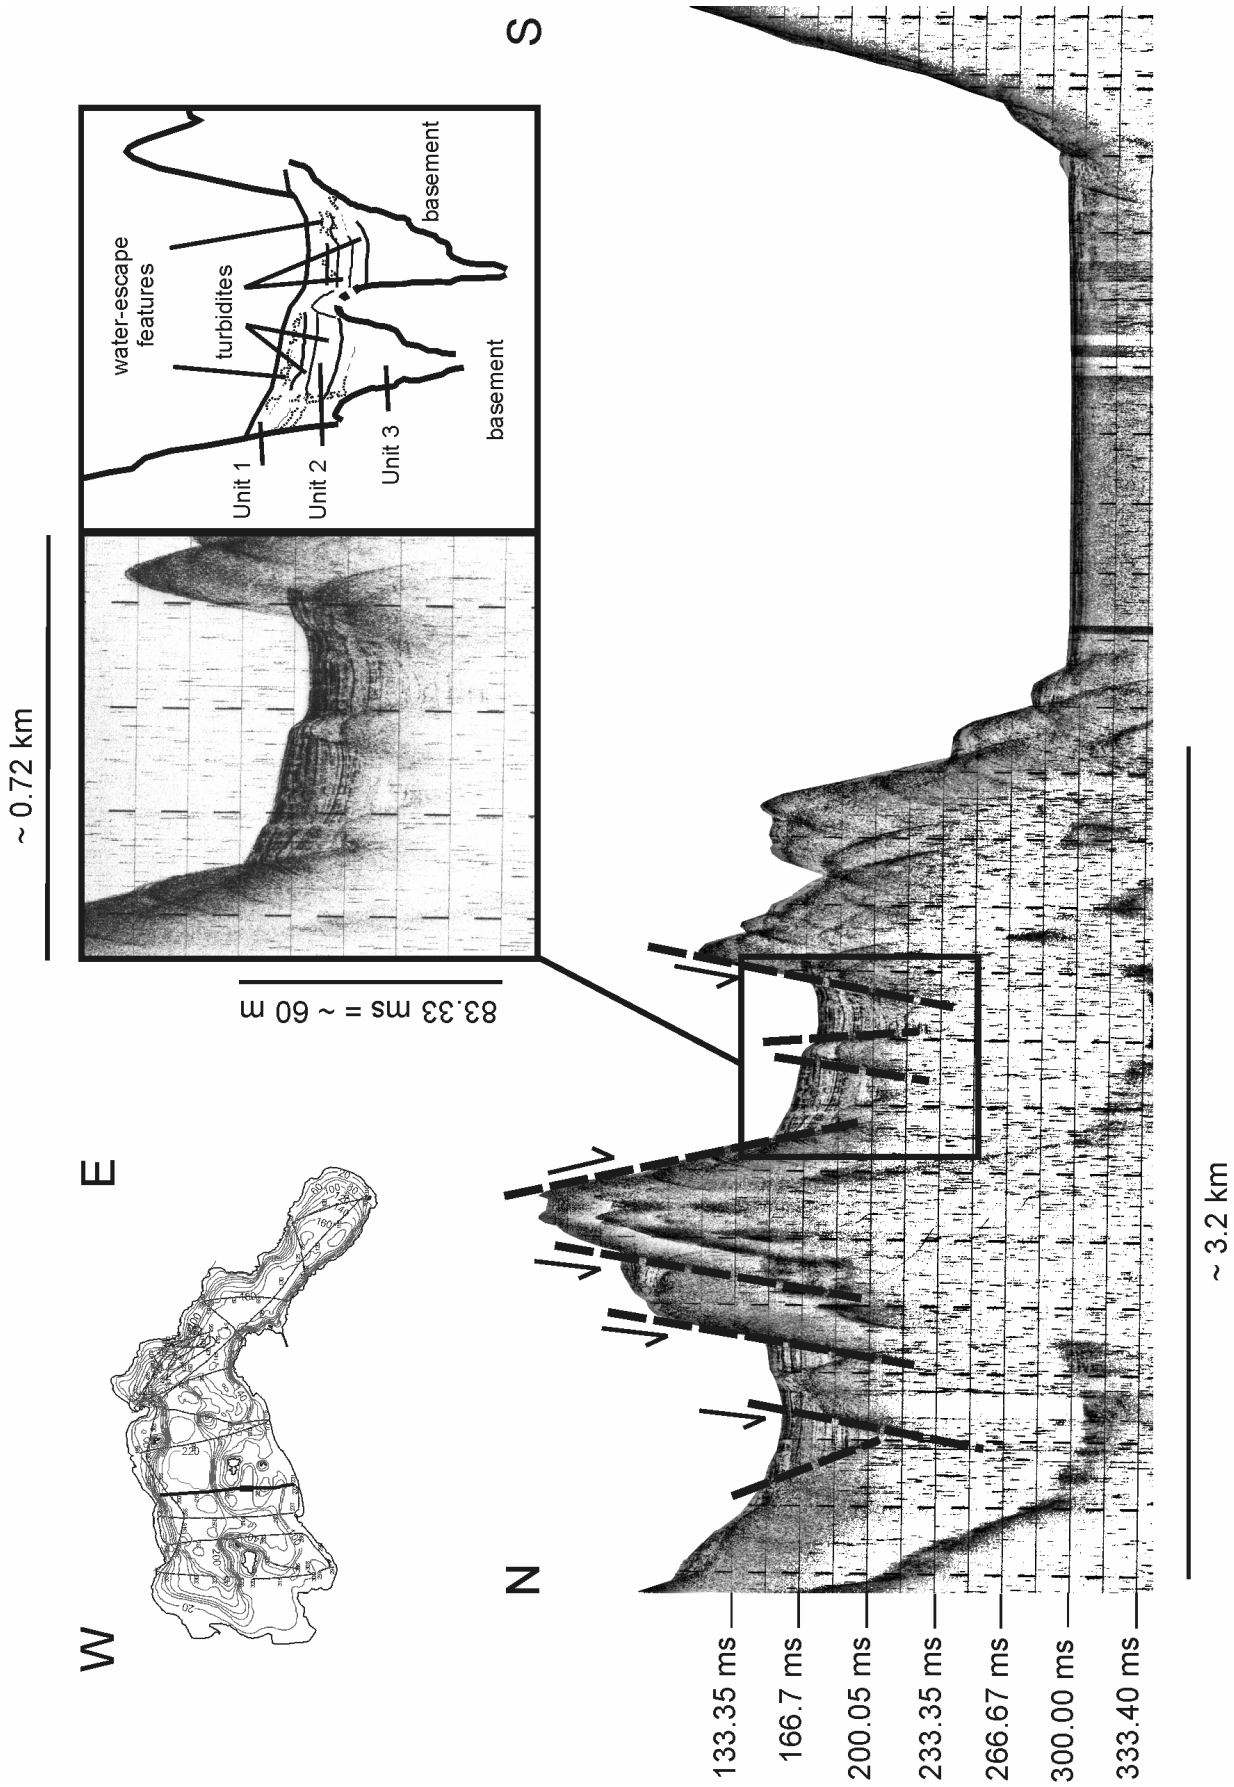 W
E
~ 0.72 km
water-escape
features
turbidites
Unit 1
Unit 2
Unit 3
basement
basement
83.33 ms = ~ 60 m
N
S
133.35 ms
166.7 ms
200.05 ms
233.35 ms
266.67 ms
300.00 ms
333.40 ms
~ 3.2 km